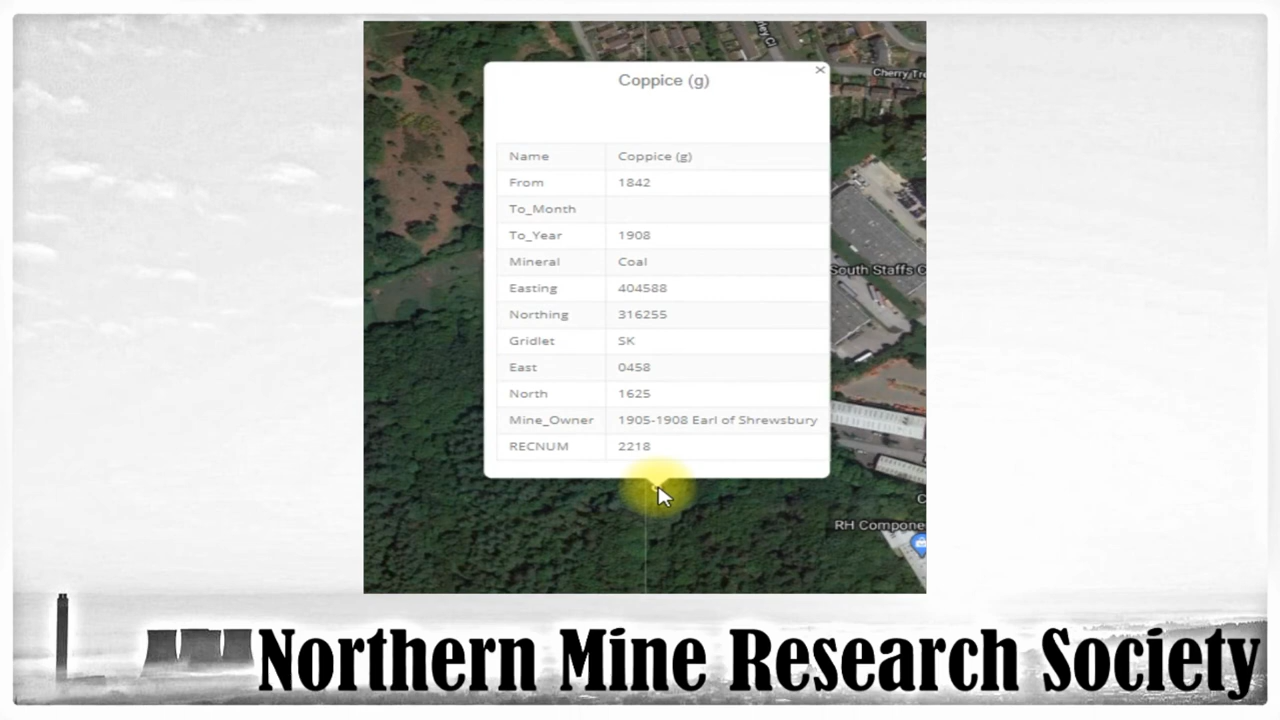 Coppice (g)
Name Coppice (g)
From 1842
To_Month
To_Year 1908
Mineral Coal
Easting 404588
Northing 316255
Gridlet SK
East 0458
North 1625
Mine_Owner 1905-1908 Earl of Shrewsbury
RECNUM 2218
Cherry Tre
South Staffs C
RH Compone
Northern Mine Research Society